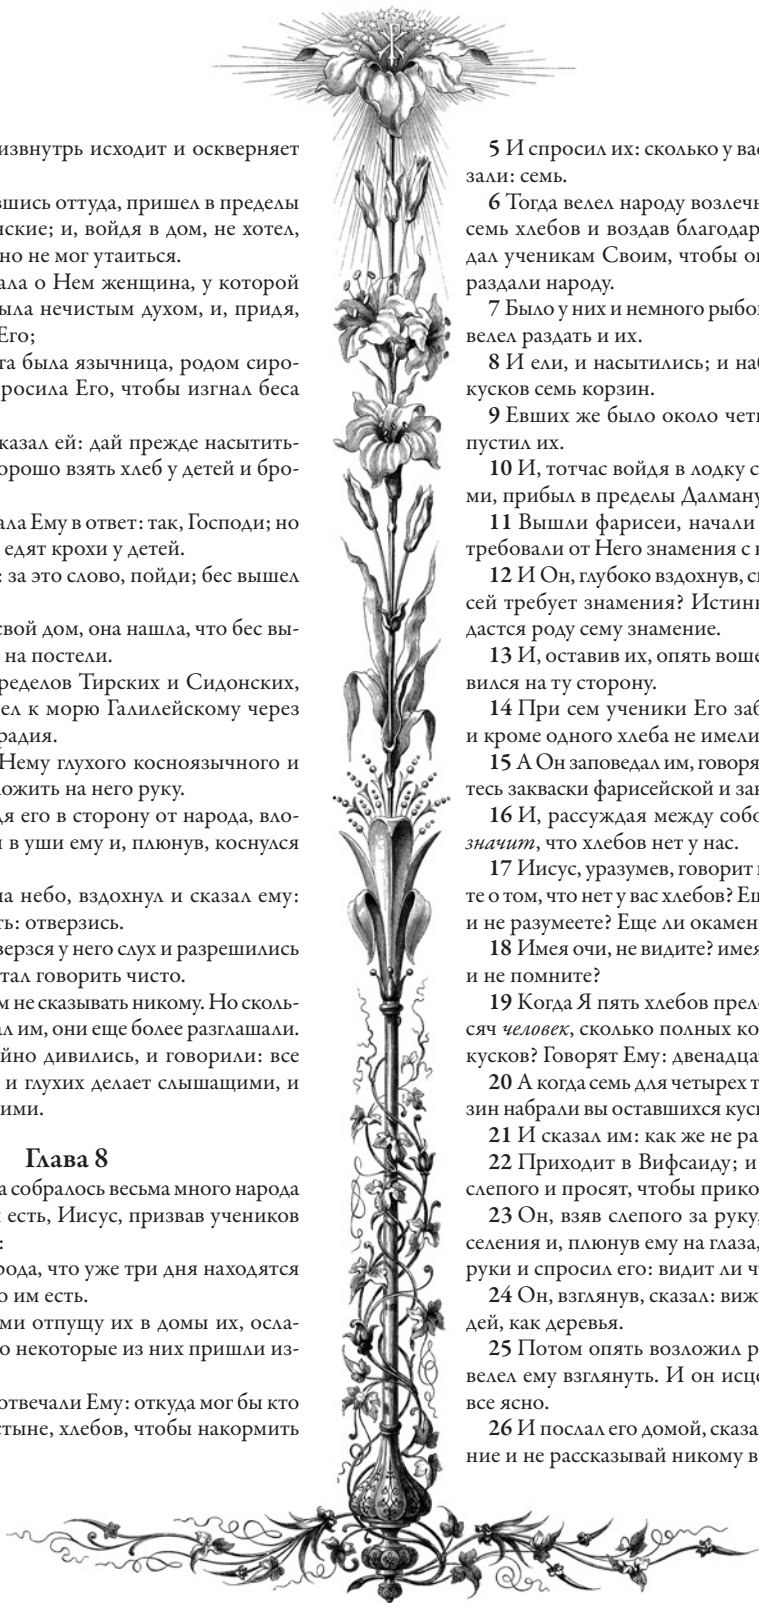 извнутрь исходит и оскверняет
вшись оттуда, пришел в пределы
нские; и, войдя в дом, не хотел,
но не мог утаиться.
ала о Нем женщина, у которой
ыла нечистым духом, и, придя,
Его;
та была язычница, родом сиро-
росила Его, чтобы изгнал беса
казал ей: дай прежде насытить-
орошо взять хлеб у детей и бро-
ала Ему в ответ: так, Господи; но
едят крохи у детей.
: за это слово, пойди; бес вышел
свой дом, она нашла, что бес вы-
на постели.
ределов Тирских и Сидонских,
ел к морю Галилейскому через
радия.
Нему глухого косноязычного и
ложить на него руку.
дя его в сторону от народа, вло-
и в уши ему и, плюнув, коснулся
на небо, вздохнул и сказал ему:
ть: отверзись.
верзся у него слух и разрешились
тал говорить чисто.
м не сказывать никому. Но сколь-
ал им, они еще более разглашали.
йно дивились, и говорили: все
и глухих делает слышащими, и
ими.
Глава 8
а собралось весьма много народа
и есть, Иисус, призвав учеников
:
рода, что уже три дня находятся
о им есть.
ми отпущу их в домы их, осла-
о некоторые из них пришли из-
отвечали Ему: откуда мог бы кто
стыне, хлебов, чтобы накормить
5 И спросил их: сколько у вас
зали: семь.
6 Тогда велел народу возлечь
семь хлебов и воздав благодар
дал ученикам Своим, чтобы он
раздали народу.
7 Было у них и немного рыбок
велел раздать и их.
8 И ели, и насытились; и наб
кусков семь корзин.
9 Евших же было около четы
пустил их.
10 И, тотчас войдя в лодку с
ми, прибыл в пределы Далману
11 Вышли фарисеи, начали
требовали от Него знамения с н
12 И Он, глубоко вздохнув, ск
сей требует знамения? Истинн
дастся роду сему знамение.
13 И, оставив их, опять воше
вился на ту сторону.
14 При сем ученики Его заб
и кроме одного хлеба не имели
15 А Он заповедал им, говоря
тесь закваски фарисейской и зак
16 И, рассуждая между собо
значит, что хлебов нет у нас.
17 Иисус, уразумев, говорит и
те о том, что нет у вас хлебов? Ещ
и не разумеете? Еще ли окамен
18 Имея очи, не видите? имея
и не помните?
19 Когда Я пять хлебов прело
сяч человек, сколько полных ко
кусков? Говорят Ему: двенадца
20 А когда семь для четырех т
зин набрали вы оставшихся куск
21 И сказал им: как же не ра
22 Приходит в Вифсаиду; и
слепого и просят, чтобы прико
23 Он, взяв слепого за руку,
селения и, плюнув ему на глаза,
руки и спросил его: видит ли ч
24 Он, взглянув, сказал: виж
дей, как деревья.
25 Потом опять возложил р
велел ему взглянуть. И он исце
все ясно.
26 И послал его домой, сказа
ние и не рассказывай никому в